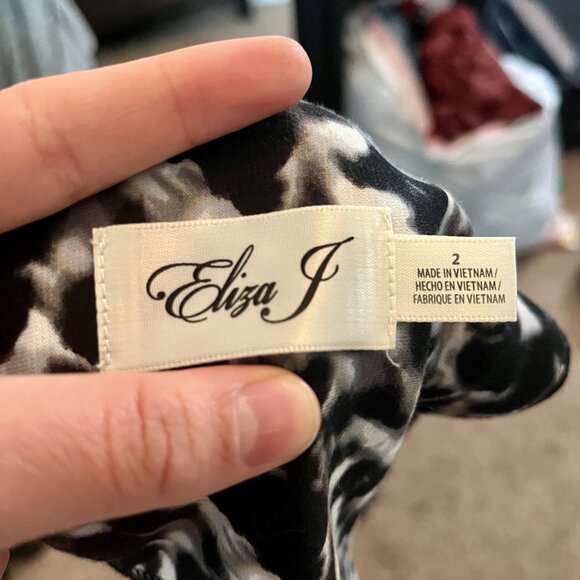 Eliza J
2
MADE IN VIETNAM/
HECHO EN VIETNAM/
FABRIQUE EN VIETNAM